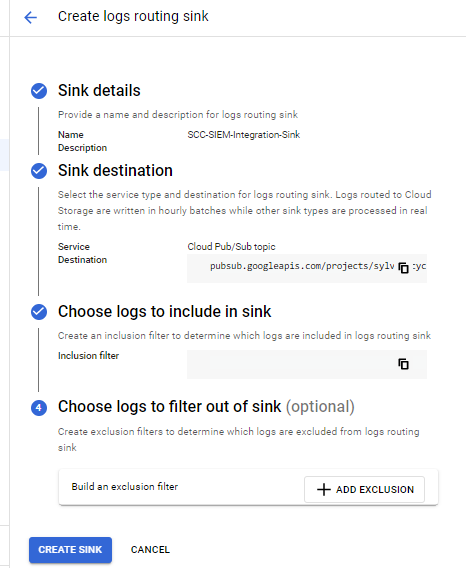 Create logs routing sink
Sink details
Provide a name and description for logs routing sink
Name
SCC-SIEM-Integration-Sink
Description
Sink destination
Select the service type and destination for logs routing sink. Logs routed to Cloud
Storage are written in hourly batches while other sink types are processed in real
time.
Service
Cloud Pub/Sub topic
Destination
pubsub.googleapis.com/projects/sylv
Choose logs to include in sink
Create an inclusion filter to determine which logs are included in logs routing sink
Inclusion filter
4
Choose logs to filter out of sink (optional)
Create exclusion filters to determine which logs are excluded from logs routing
sink
Build an exclusion filter
ADD EXCLUSION
CREATE SINK
CANCEL